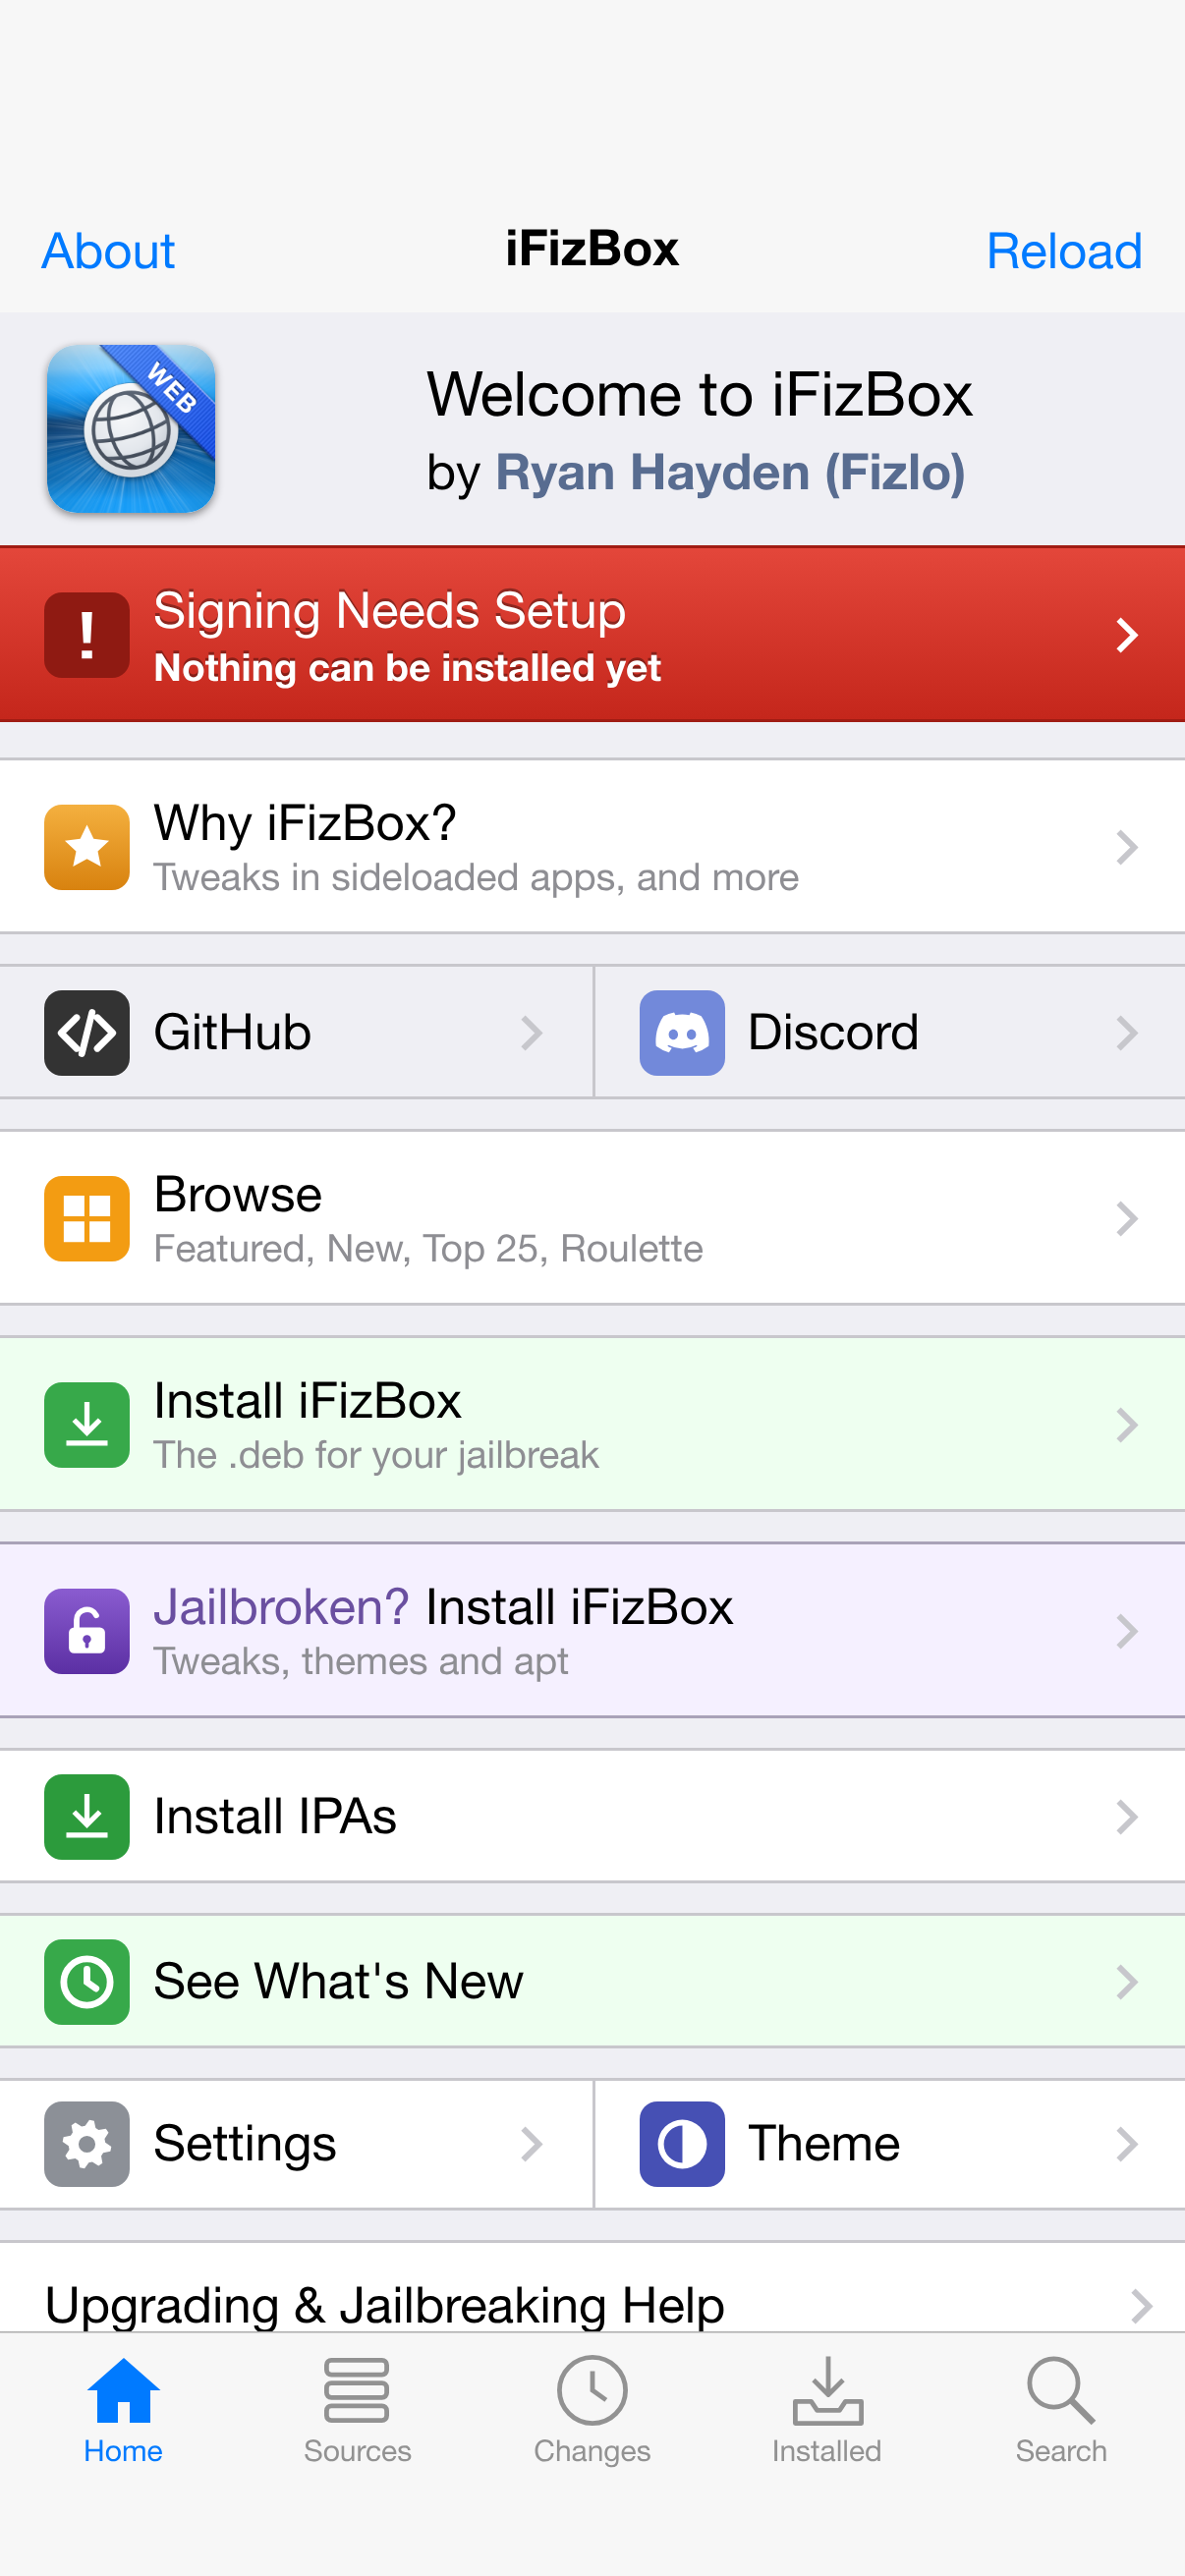 About
iFizBox
Reload
WEB
Welcome to iFizBox
by Ryan Hayden (Fizlo)
!
Signing Needs Setup
Nothing can be installed yet
Why iFizBox?
Tweaks in sideloaded apps, and more
GitHub
Discord
Browse
Featured, New, Top 25, Roulette
Install iFizBox
The .deb for your jailbreak
Jailbroken? Install iFizBox
Tweaks, themes and apt
Install IPAs
See What's New
Settings
Theme
Upgrading & Jailbreaking Help
Home
Sources
Changes
Installed
Search